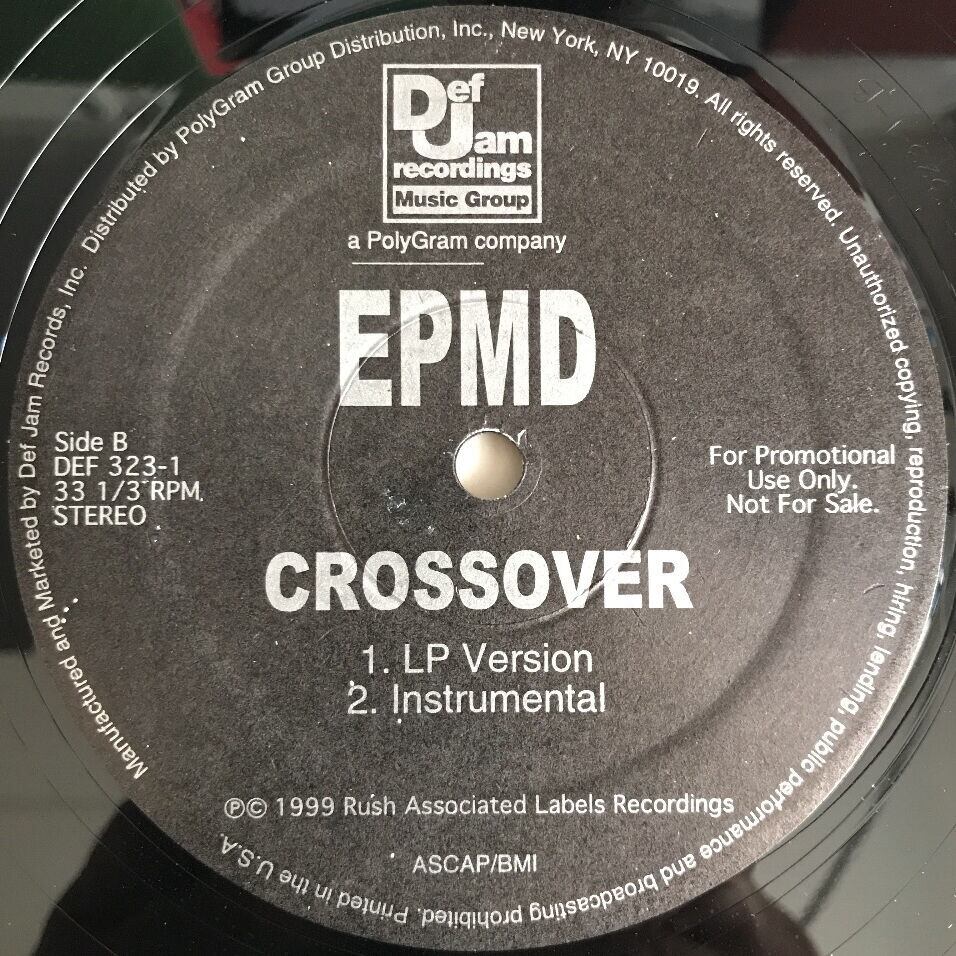 Def
Jam
recordings
Music Group
a PolyGram company
EPMD
Side B
DEF 323-1
33 1/3 RPM
STEREO
For Promotional
Use Only.
Not For Sale.
CROSSOVER
1. LP Version
2. Instrumental
℗© 1999 Rush Associated Labels Recordings
ASCAP/BMI
Manufactured and Marketed by Def Jam Records, Inc. Distributed by PolyGram Group Distribution, Inc., New York, NY 10019. All rights reserved. Unauthorized copying, reproduction, hiring, lending, public performance and broadcasting prohibited. Printed in the U.S.A.